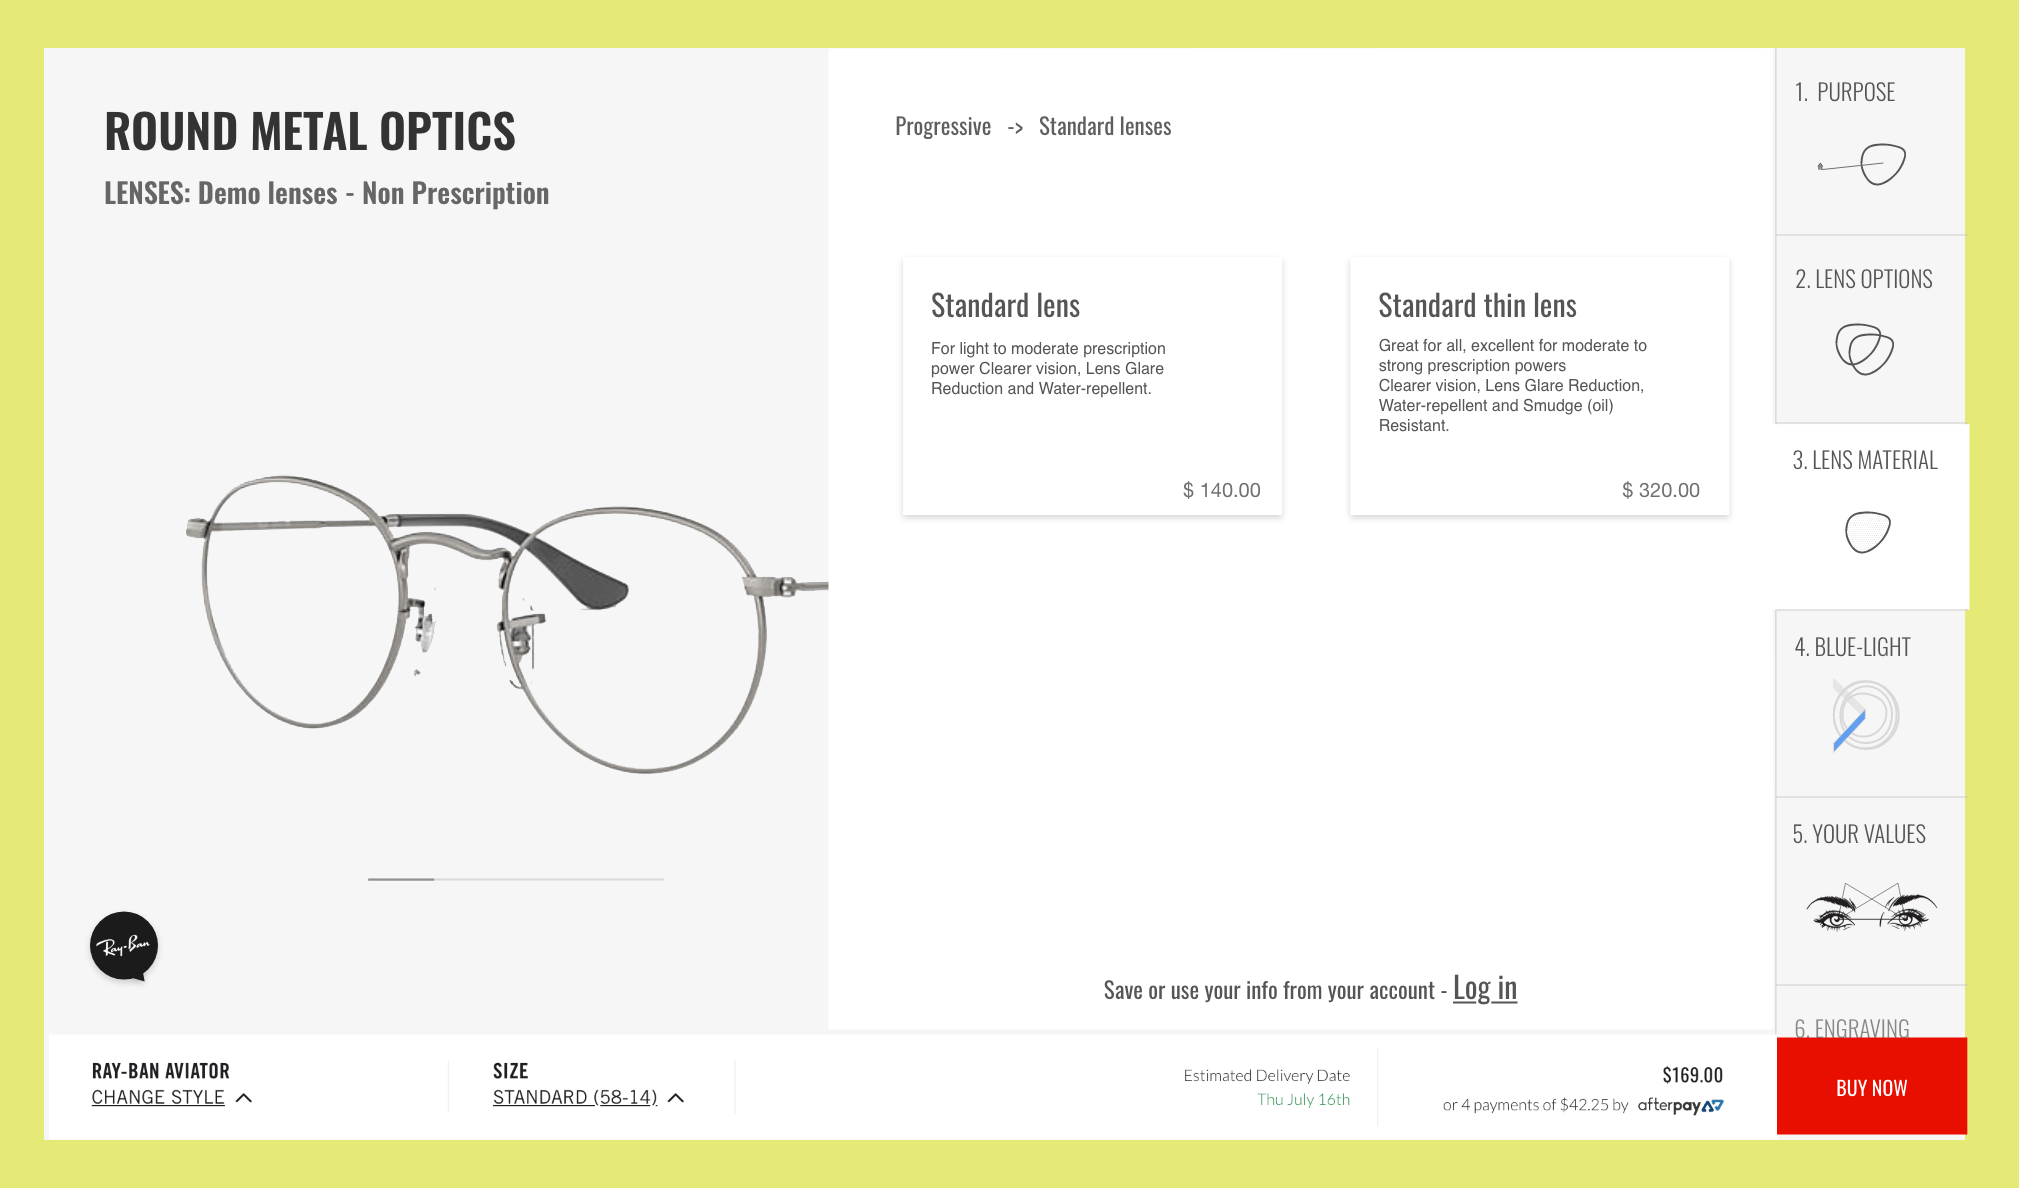 ROUND METAL OPTICS
LENSES: Demo lenses - Non Prescription
Ray-Ban
Progressive -> Standard lenses
Standard lens
For light to moderate prescription
power Clearer vision, Lens Glare
Reduction and Water-repellent.
$ 140.00
Standard thin lens
Great for all, excellent for moderate to
strong prescription powers
Clearer vision, Lens Glare Reduction,
Water-repellent and Smudge (oil)
Resistant.
$ 320.00
Save or use your info from your account - Log in
1. PURPOSE
2. LENS OPTIONS
3. LENS MATERIAL
4. BLUE-LIGHT
5. YOUR VALUES
6. ENGRAVING
RAY-BAN AVIATOR
CHANGE STYLE
SIZE
STANDARD (58-14)
Estimated Delivery Date
Thu July 16th
$169.00
or 4 payments of $42.25 by afterpay
BUY NOW